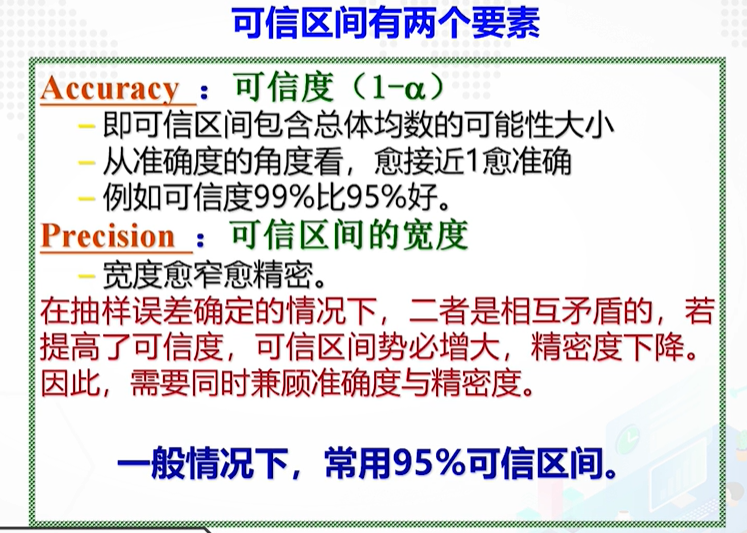 可信区间有两个要素
Accuracy ：可信度（1-α）
–即可信区间包含总体均数的可能性大小
–从准确度的角度看，愈接近1愈准确
–例如可信度99%比95%好。
Precision ：可信区间的宽度
–宽度愈窄愈精密。
在抽样误差确定的情况下，二者是相互矛盾的，若
提高了可信度，可信区间势必增大，精密度下降。
因此，需要同时兼顾准确度与精密度。
一般情况下，常用95%可信区间。